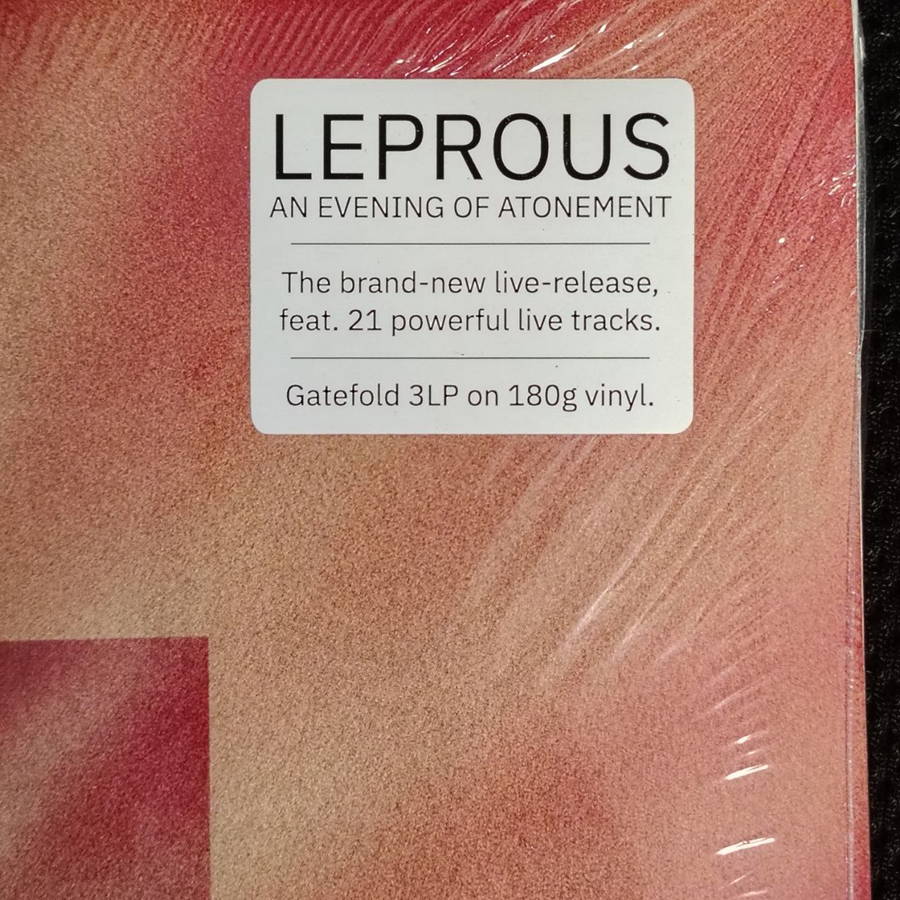 LEPROUS
AN EVENING OF ATONEMENT
The brand-new live-release,
feat. 21 powerful live tracks.
Gatefold 3LP on 180g vinyl.